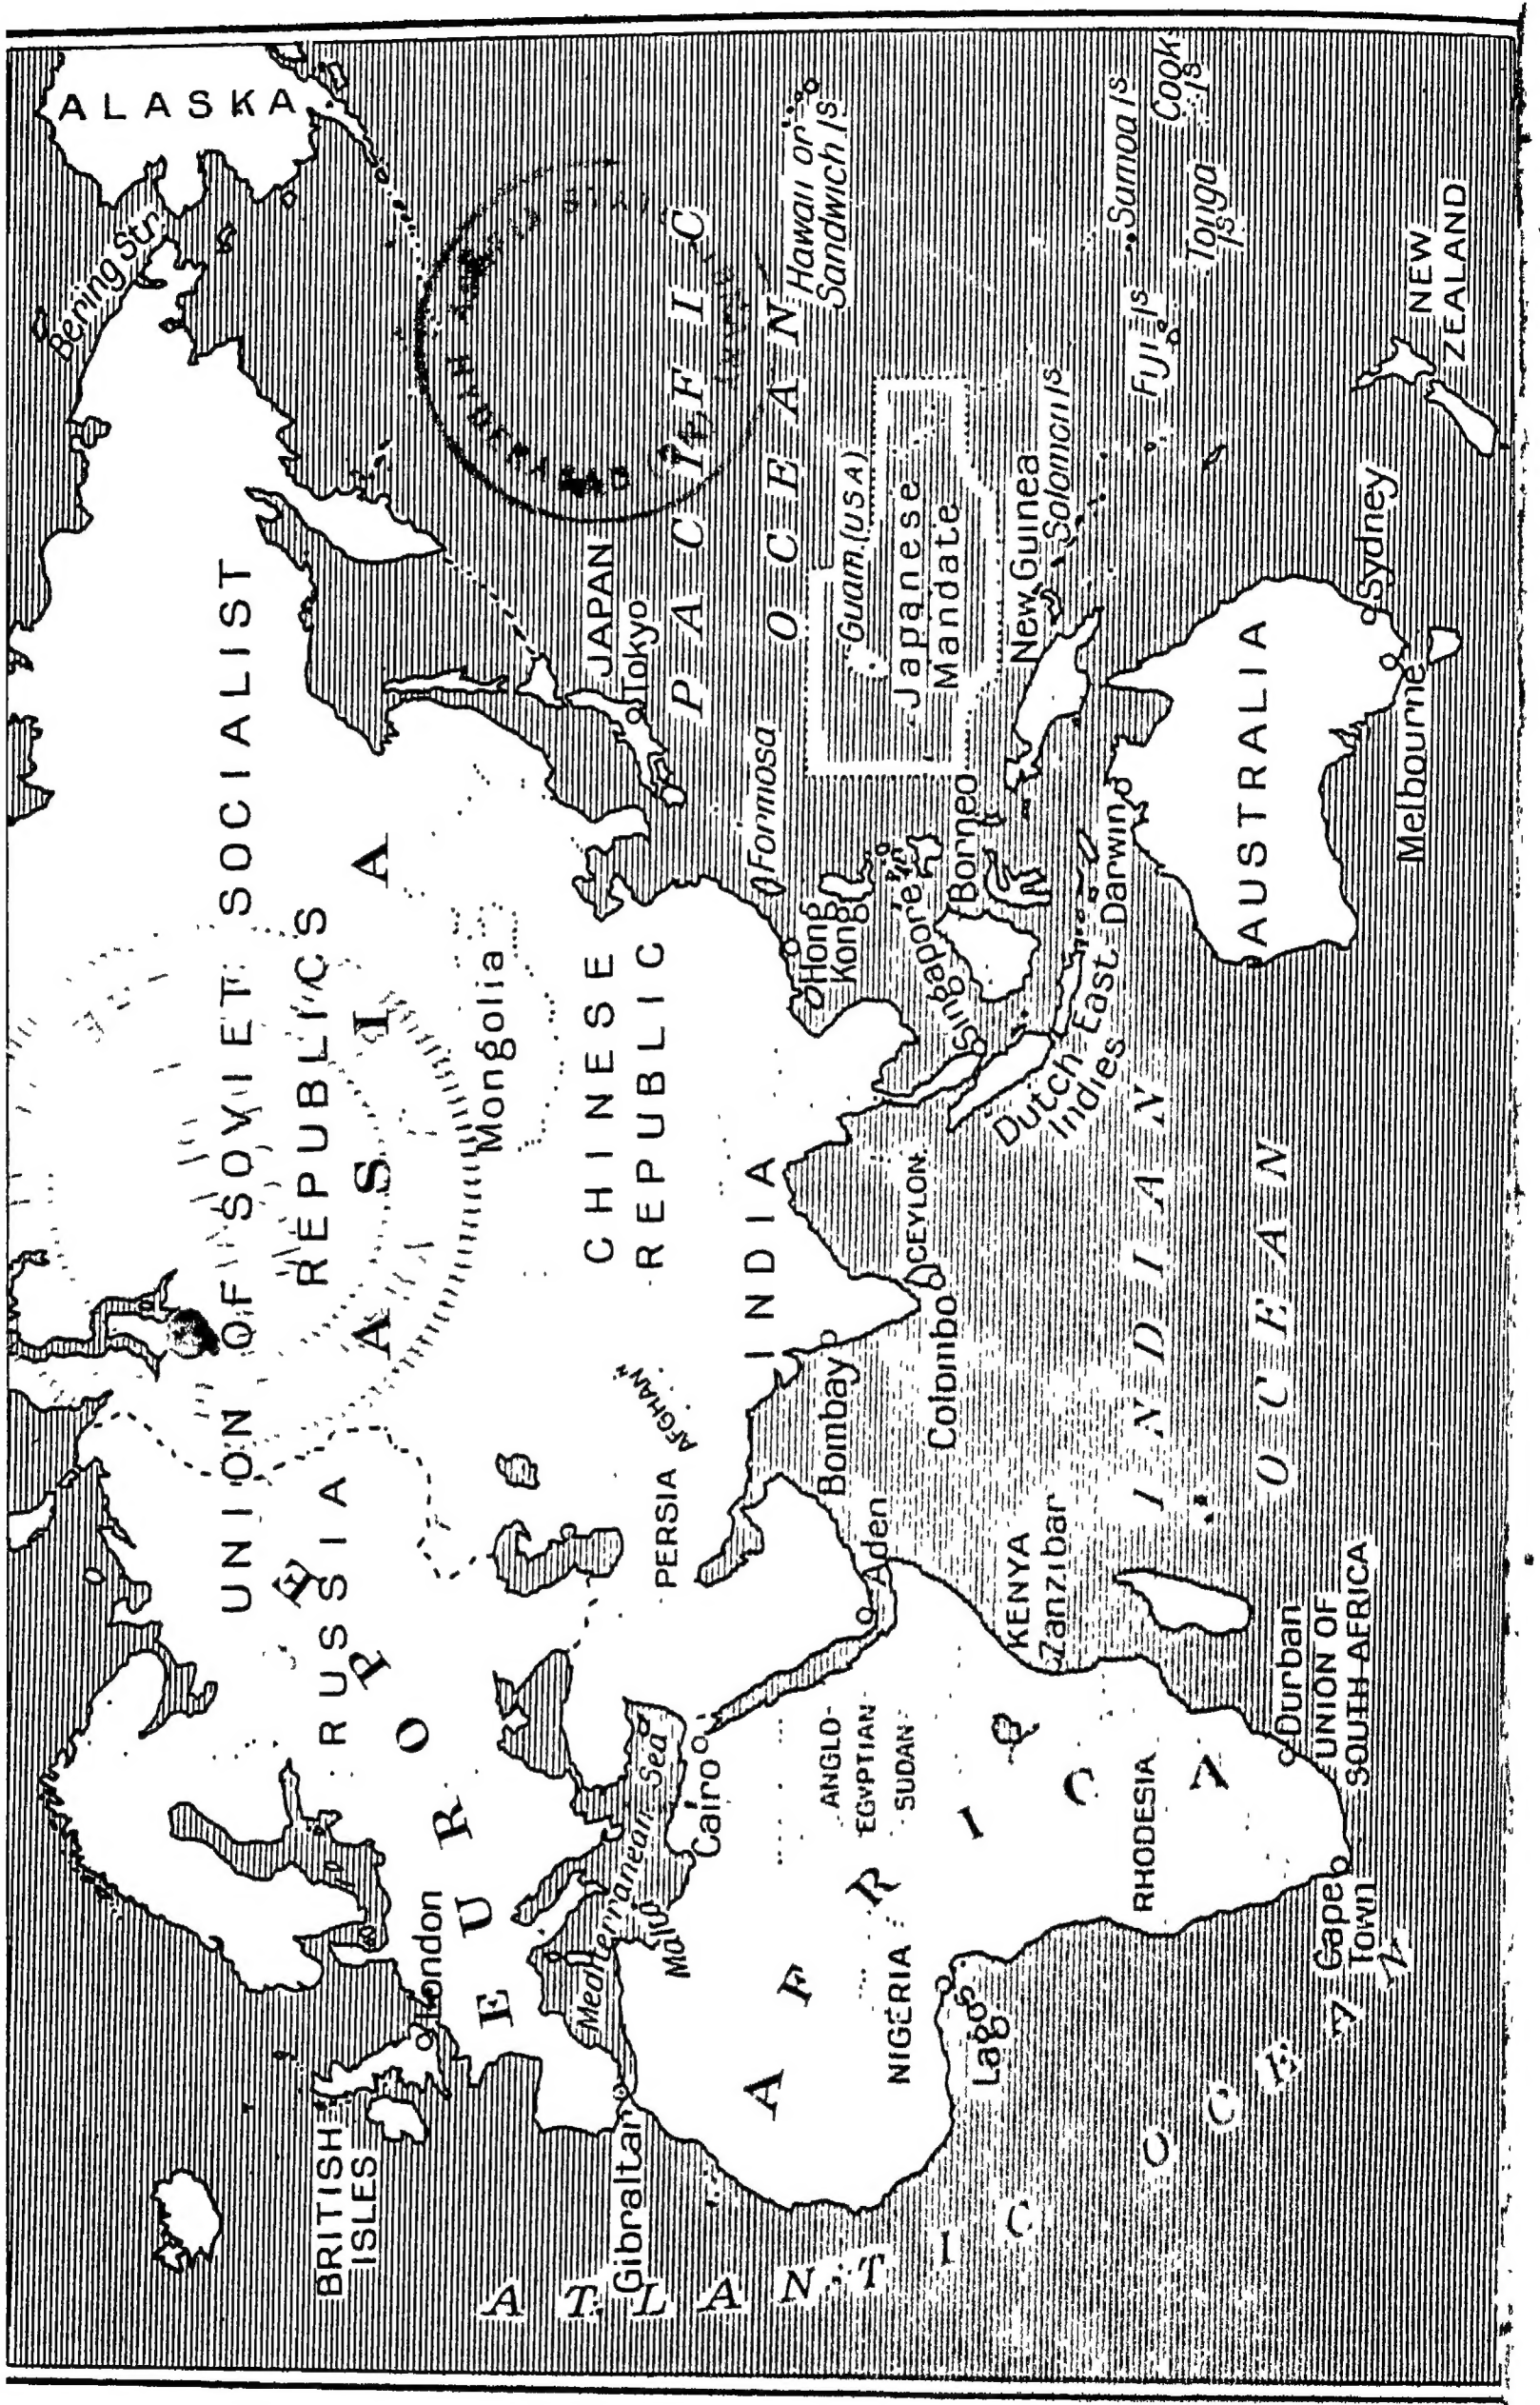 ALASKA
Bering Str.
UNION OF SOVIET SOCIALIST
REPUBLICS
RUSSIA
ASIA
EUROPE
Mongolia
CHINESE
REPUBLIC
JAPAN
Tokyo
PACIFIC
OCEAN
Hawaii or
Sandwich Is
BRITISH
ISLES
London
Gibraltar
Mediterranean Sea
Malta
Cairo
PERSIA
AFGHANN
INDIA
Bombay
Colombo
CEYLON
Aden
Formosa
Hong
Kong
Guam.(USA)
Japanese
Mandate
Singapore
Borneo
Dutch East
Indies
New Guinea
Solomon Is
Samoa Is
Cook
Is
Tonga
Is
Fiji Is
Darwin
AUSTRALIA
Sydney
Melbourne
NEW
ZEALAND
INDIAN
OCEAN
AFRICA
ANGLO-
EGYPTIAN
SUDAN
NIGERIA
Lagos
KENYA
Zanzibar
RHODESIA
Durban
UNION OF
SOUTH AFRICA
Cape
Town
ATLANTIC
OCEAN